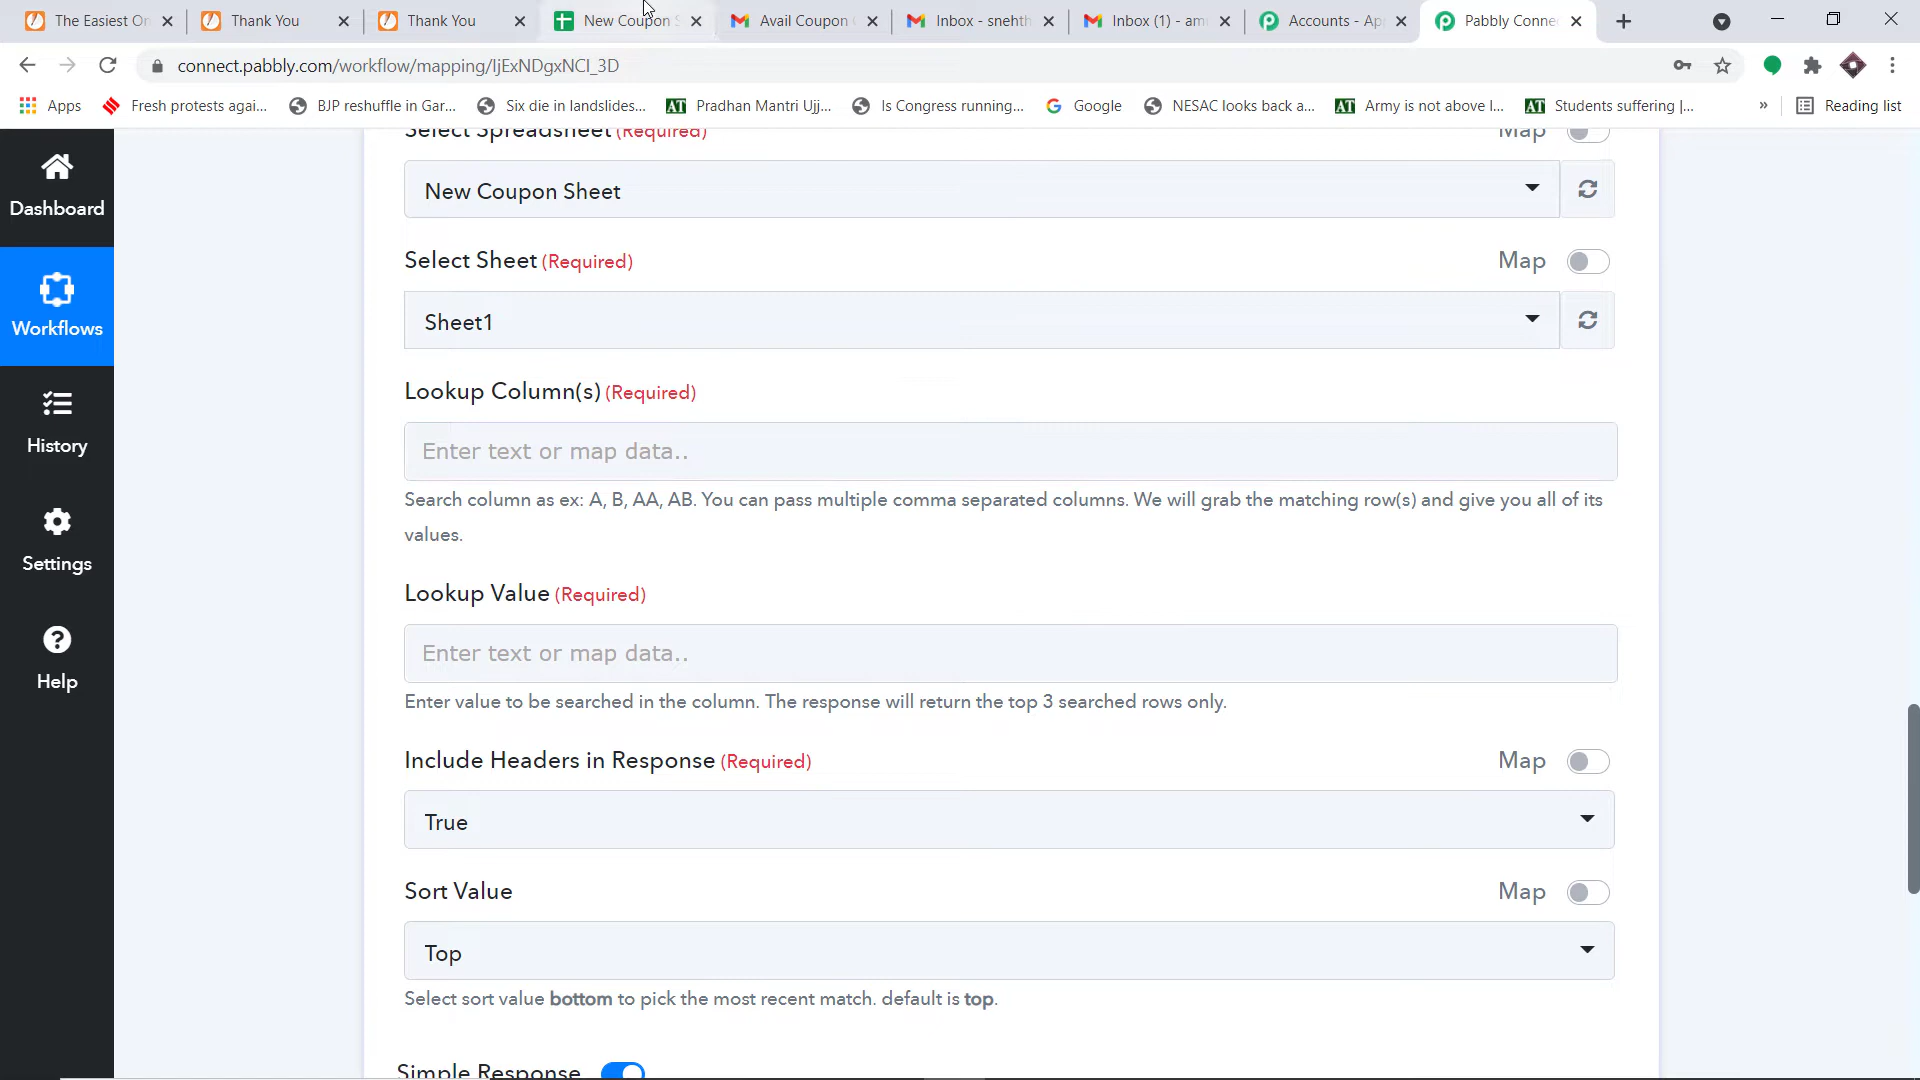 The Easiest On
Thank You
Thank You
New Coupon S
Avail Coupon
Inbox - snehth
Inbox (1) - am
Accounts - Ap
Pabbly Conne
connect.pabbly.com/workflow/mapping/IjExNDgxNCI_3D
Apps
Fresh protests agai...
BJP reshuffle in Gar...
Six die in landslides...
AT Pradhan Mantri Ujj...
Is Congress running...
G Google
NESAC looks back a...
AT Army is not above l...
AT Students suffering |...
»
Reading list
Select Spreadsheet (Required)
Map
New Coupon Sheet
Dashboard
Select Sheet (Required)
Map
Sheet1
Workflows
Lookup Column(s) (Required)
Enter text or map data..
History
Search column as ex: A, B, AA, AB. You can pass multiple comma separated columns. We will grab the matching row(s) and give you all of its
values.
Settings
Lookup Value (Required)
Enter text or map data..
Help
Enter value to be searched in the column. The response will return the top 3 searched rows only.
Include Headers in Response (Required)
Map
True
Sort Value
Map
Top
Select sort value bottom to pick the most recent match. default is top.
Simple Response